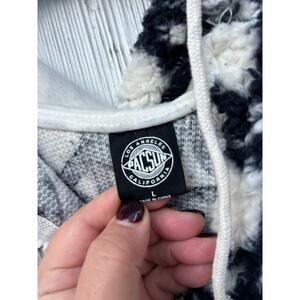 LOS ANGELES
PACSUN
CALIFORNIA
L
MADE IN CHINA